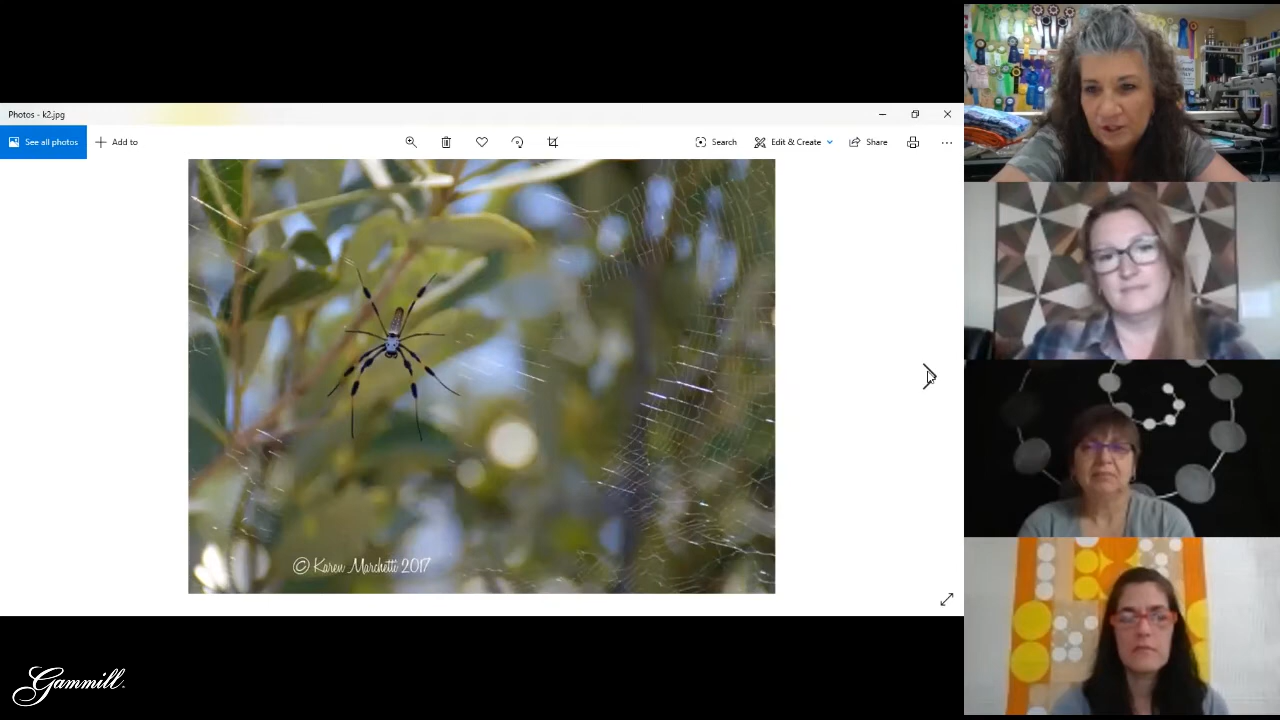 Photos - k2.jpg
See all photos
Add to
Search
Edit & Create
Share
© Karen Marchetti 2017
Gammill